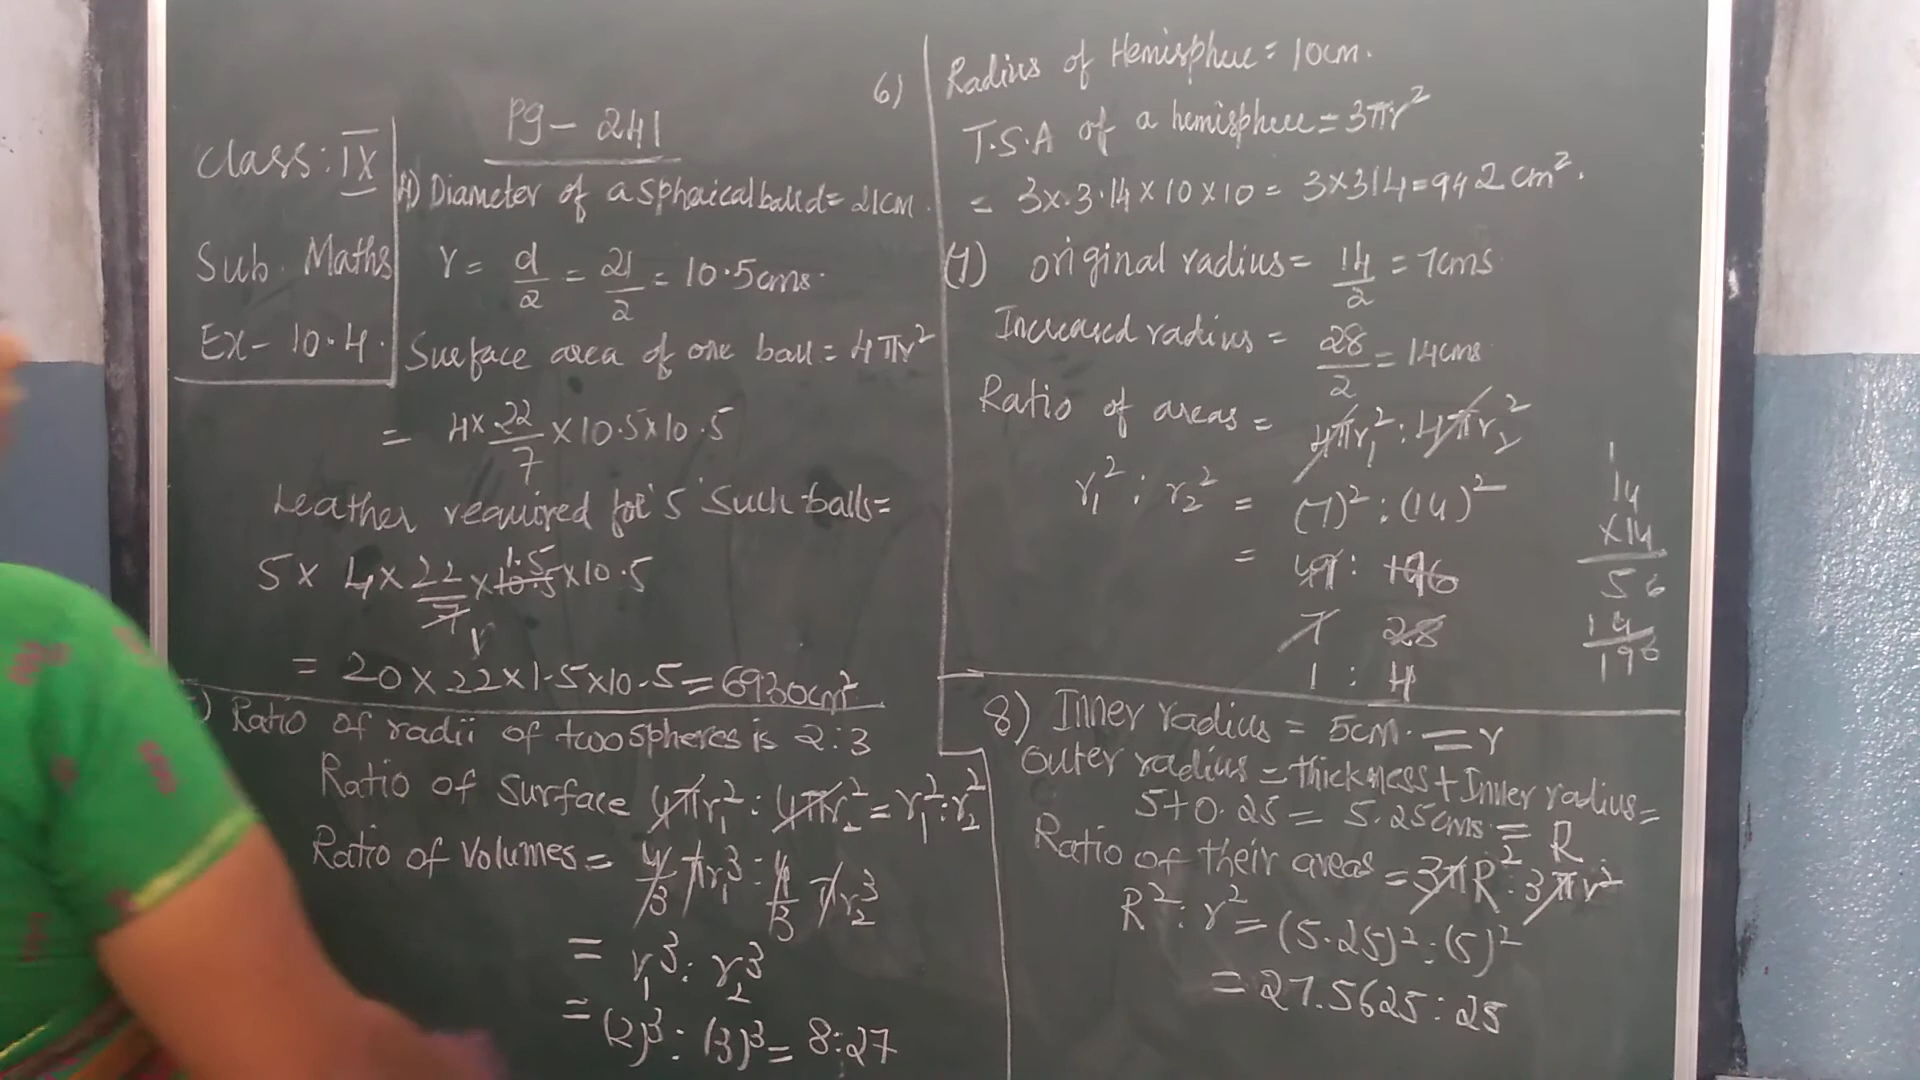 Class: IX
Sub. Maths
Ex- 10.4.
Pg- 241
4) Diameter of a spherical ball d= 21cm.
r= d/2 = 21/2 = 10.5cms.
Surface area of one ball = 4πr²
= 4×22/7×10.5×10.5
Leather required for 5 Such balls=
5× 4×22/7×10.5×10.5
1.5
1
= 20×22×1.5×10.5=6930cm²
) Ratio of radii of two spheres is 2:3
Ratio of Surface 4πr₁²:4πr₂²=r₁²:r₂²
Ratio of Volumes = 4/3πr₁³:4/3πr₂³
= r₁³: r₂³
= (2)³: (3)³= 8:27
6) Radius of Hemisphere= 10cm.
T.S.A of a hemisphere= 3πr²
= 3×3.14×10×10= 3×314=942cm².
(7) original radius= 14/2 = 7cms.
Increased radius = 28/2 = 14cms
Ratio of areas = 4πr₁²:4πr₂²
r₁² : r₂² = (7)²:(14)²
= 49: 196
7 28
1 : 4
1
14
×14
56
14
196
8) Inner radius = 5cm. = r
outer radius=thickness+Inner radius=
5+0.25= 5.25cms.= R
Ratio of their areas =3πR²:3πr²
R²:r²=(5.25)²:(5)²
=27.5625:25